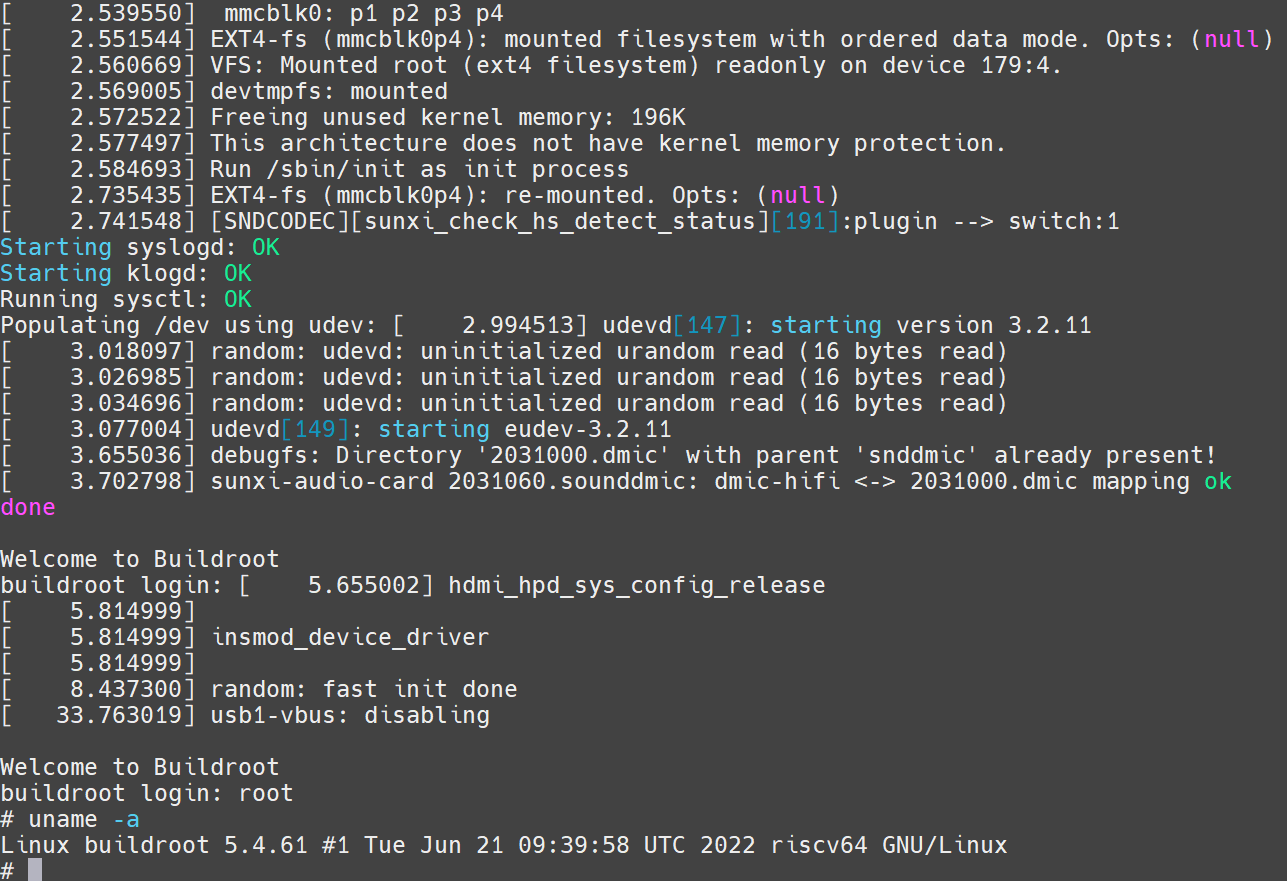 [    2.539550]  mmcblk0: p1 p2 p3 p4
[    2.551544] EXT4-fs (mmcblk0p4): mounted filesystem with ordered data mode. Opts: (null)
[    2.560669] VFS: Mounted root (ext4 filesystem) readonly on device 179:4.
[    2.569005] devtmpfs: mounted
[    2.572522] Freeing unused kernel memory: 196K
[    2.577497] This architecture does not have kernel memory protection.
[    2.584693] Run /sbin/init as init process
[    2.735435] EXT4-fs (mmcblk0p4): re-mounted. Opts: (null)
[    2.741548] [SNDCODEC][sunxi_check_hs_detect_status][191]:plugin --> switch:1
Starting syslogd: OK
Starting klogd: OK
Running sysctl: OK
Populating /dev using udev: [    2.994513] udevd[147]: starting version 3.2.11
[    3.018097] random: udevd: uninitialized urandom read (16 bytes read)
[    3.026985] random: udevd: uninitialized urandom read (16 bytes read)
[    3.034696] random: udevd: uninitialized urandom read (16 bytes read)
[    3.077004] udevd[149]: starting eudev-3.2.11
[    3.655036] debugfs: Directory '2031000.dmic' with parent 'snddmic' already present!
[    3.702798] sunxi-audio-card 2031060.sounddmic: dmic-hifi <-> 2031000.dmic mapping ok
done

Welcome to Buildroot
buildroot login: [    5.655002] hdmi_hpd_sys_config_release
[    5.814999]
[    5.814999] insmod_device_driver
[    5.814999]
[    8.437300] random: fast init done
[   33.763019] usb1-vbus: disabling

Welcome to Buildroot
buildroot login: root
# uname -a
Linux buildroot 5.4.61 #1 Tue Jun 21 09:39:58 UTC 2022 riscv64 GNU/Linux
#